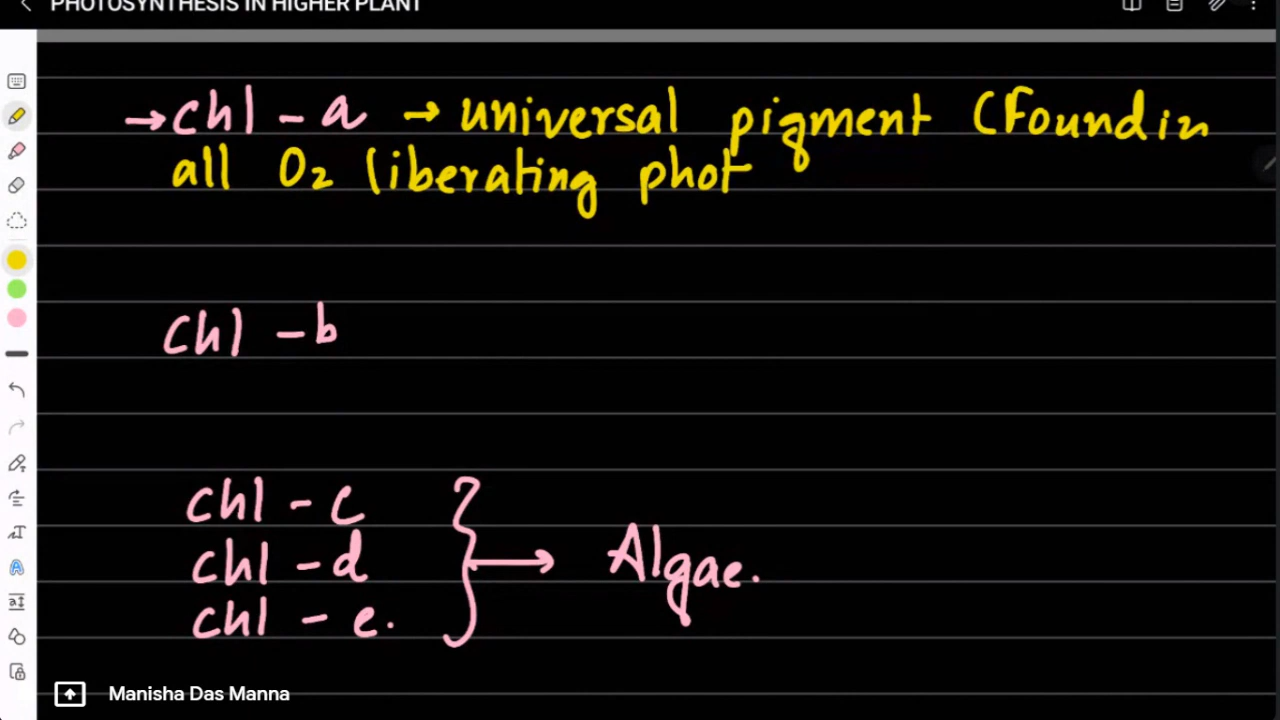 PHOTOSYNTHESIS IN HIGHER PLANT
→ chl - a → universal pigment (Found in
all O2 liberating phot
Chl - b
chl - c
chl - d
chl - e.
→ Algae.
Manisha Das Manna